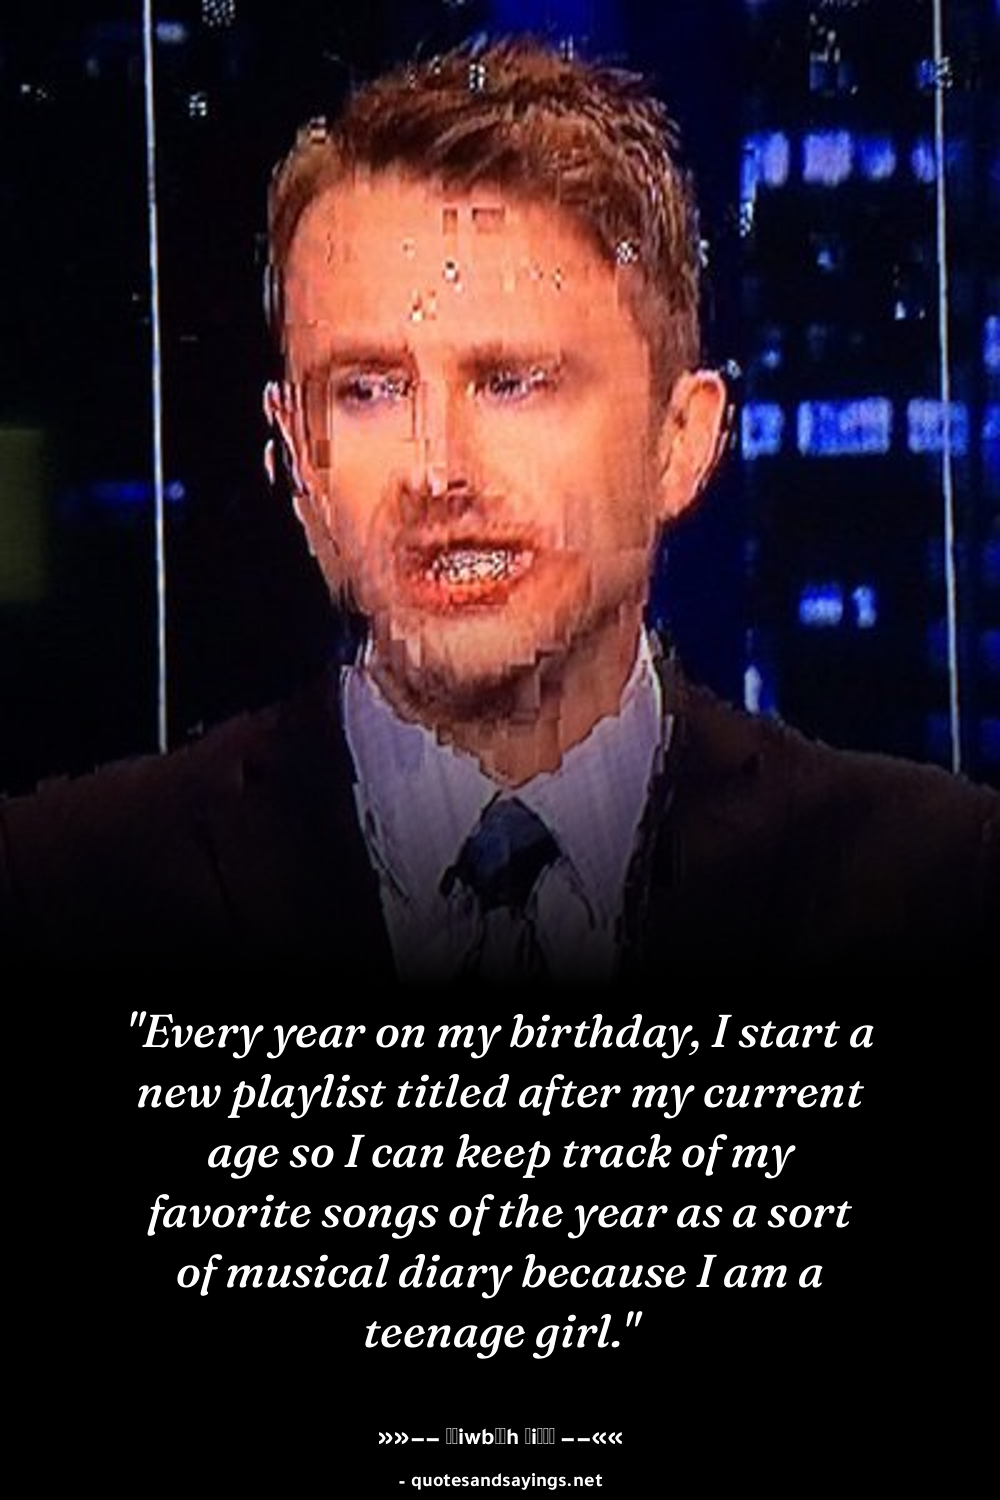 "Every year on my birthday, I start a
new playlist titled after my current
age so I can keep track of my
favorite songs of the year as a sort
of musical diary because I am a
teenage girl."
- quotesandsayings.net